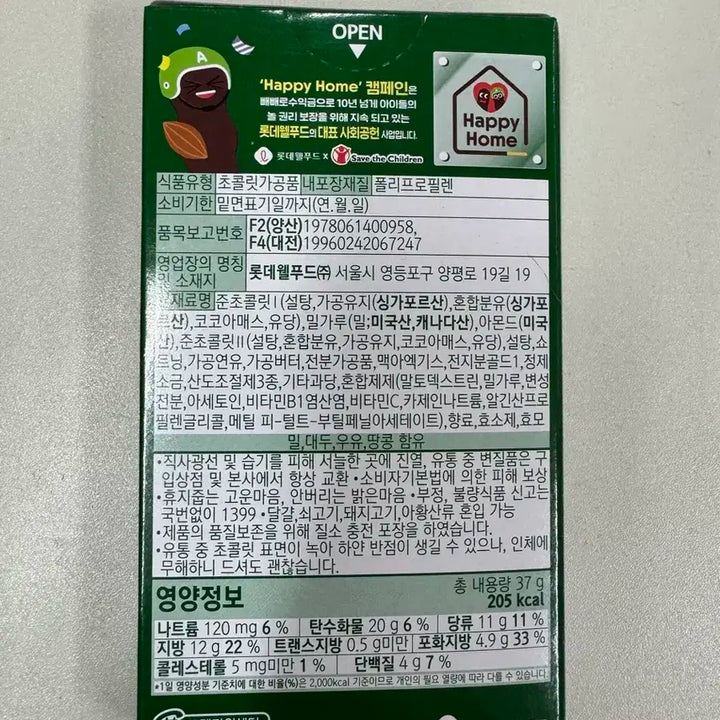 OPEN
A
'Happy Home' 캠페인은
빼빼로수익금으로 10년 넘게 아이들의
놀 권리 보장을 위해 지속 되고 있는
롯데웰푸드의 대표 사회공헌 사업입니다.
롯데웰푸드 x Save the Children
Happy
Home
식품유형 초콜릿가공품 내포장재질 폴리프로필렌
소비기한 밑면표기일까지(연.월.일)
품목보고번호 F2(양산)1978061400958,
F4(대전)19960242067247
영업장의 명칭 및 소재지 롯데웰푸드㈜ 서울시 영등포구 양평로 19길 19
재료명 준초콜릿Ⅰ(설탕,가공유지(싱가포르산),혼합분유(싱가포
르산),코코아매스,유당),밀가루(밀:미국산,캐나다산),아몬드(미국
산),준초콜릿Ⅱ(설탕,혼합분유,가공유지,코코아매스,유당),설탕,쇼
트닝,가공연유,가공버터,전분가공품,맥아엑기스,전지분골드1,정제
소금,산도조절제3종,기타과당,혼합제제(말토덱스트린,밀가루,변성
전분,아세토인,비타민B1염산염,비타민C,카제인나트륨,알긴산프로
필렌글리콜,메틸 피-털트-부틸페닐아세테이트),향료,효소제,효모
밀,대두,우유,땅콩 함유
•직사광선 및 습기를 피해 서늘한 곳에 진열, 유통 중 변질품은 구
입상점 및 본사에서 항상 교환 •소비자기본법에 의한 피해 보상
•휴지줍는 고운마음, 안버리는 밝은마음 •부정, 불량식품 신고는
국번없이 1399 •달걀,쇠고기,돼지고기,아황산류 혼입 가능
•제품의 품질보존을 위해 질소 충전 포장을 하였습니다.
•유통 중 초콜릿 표면이 녹아 하얀 반점이 생길 수 있으나, 인체에
무해하니 드셔도 괜찮습니다.
영양정보 총 내용량 37 g
205 kcal
나트륨 120 mg 6 % 탄수화물 20 g 6 % 당류 11 g 11 %
지방 12 g 22 % 트랜스지방 0.5 g미만 포화지방 4.9 g 33 %
콜레스테롤 5 mg미만 1 % 단백질 4 g 7 %
*1일 영양성분 기준치에 대한 비율(%)은 2,000kcal 기준이므로 개인의 필요 열량에 따라 다를 수 있습니다.